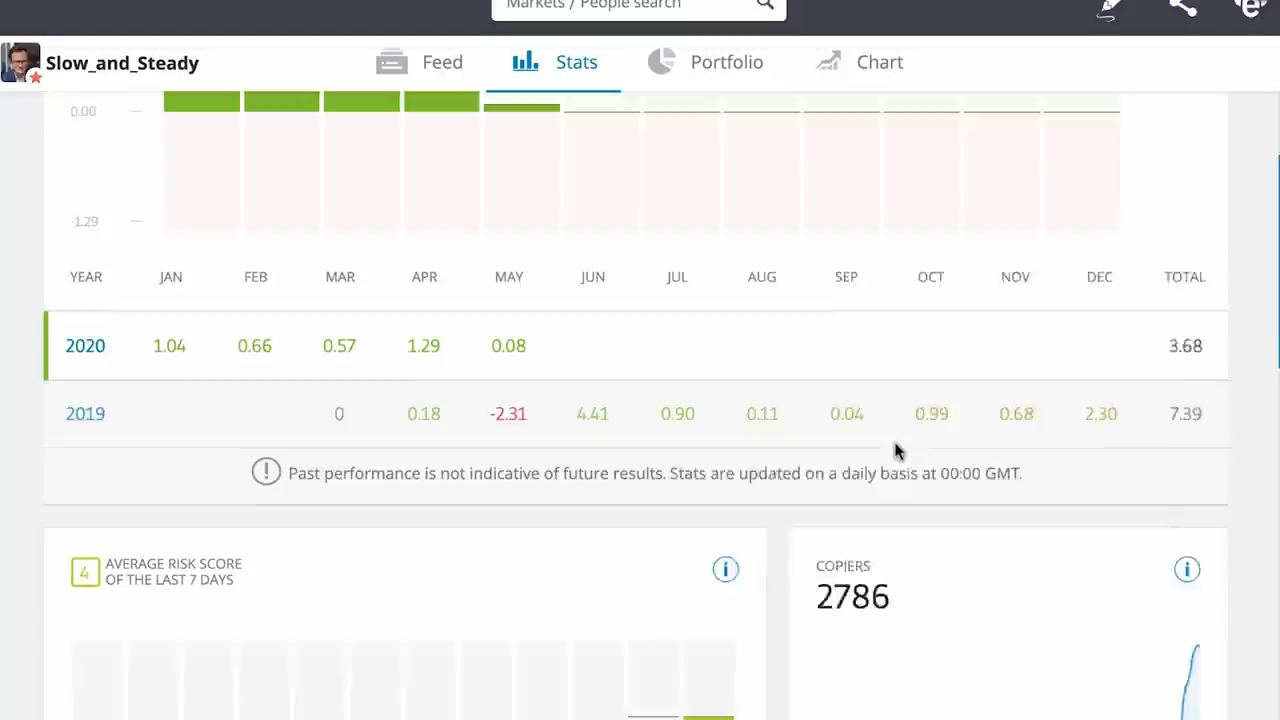 Markets / People search
Slow_and_Steady
Feed
Stats
Portfolio
Chart
0.00
-1.29
YEAR JAN FEB MAR APR MAY JUN JUL AUG SEP OCT NOV DEC TOTAL
2020 1.04 0.66 0.57 1.29 0.08 3.68
2019 0 0.18 -2.31 4.41 0.90 0.11 0.04 0.99 0.68 2.30 7.39
Past performance is not indicative of future results. Stats are updated on a daily basis at 00:00 GMT.
4
AVERAGE RISK SCORE
OF THE LAST 7 DAYS
COPIERS
2786